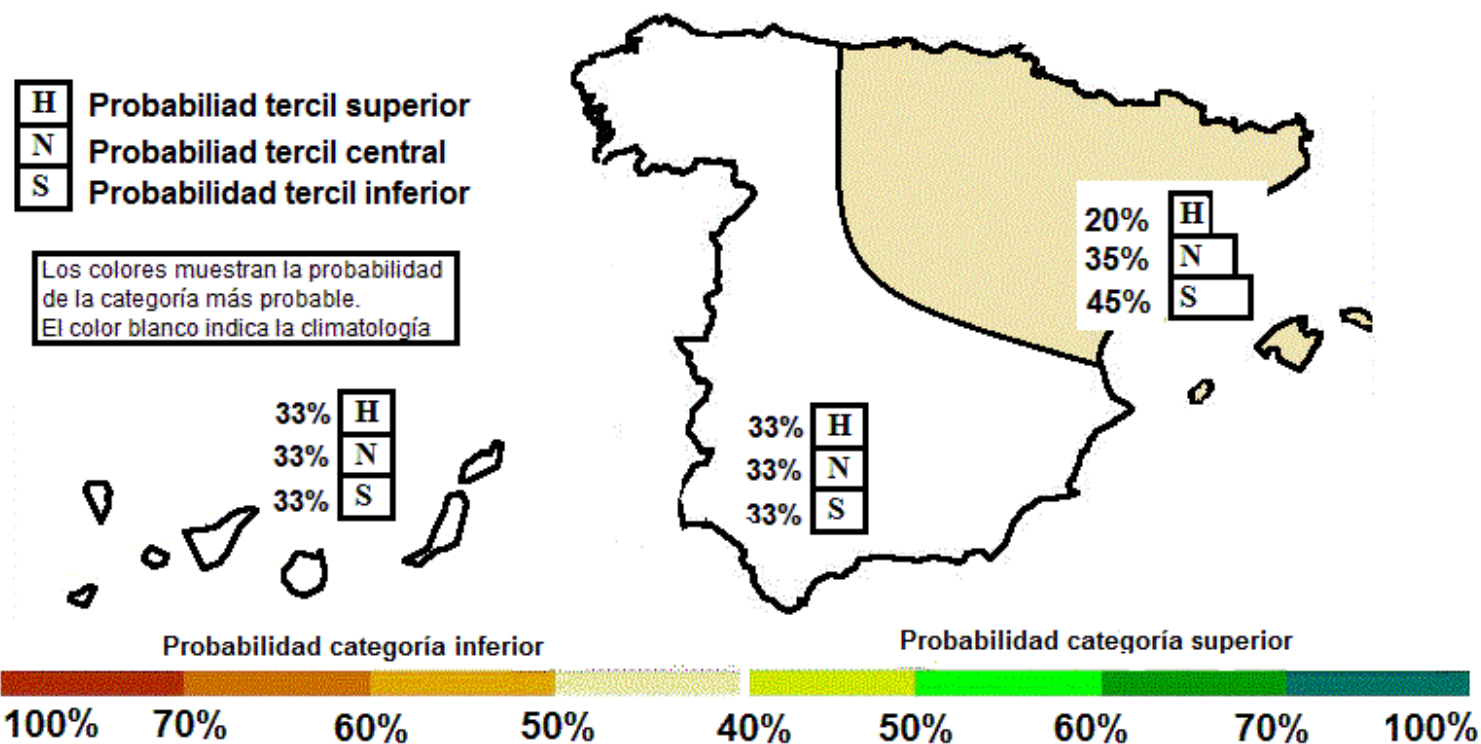 H Probabiliad tercil superior
N Probabiliad tercil central
S Probabilidad tercil inferior
Los colores muestran la probabilidad
de la categoría más probable.
El color blanco indica la climatología
20% H
35% N
45% S
33% H
33% N
33% S
33% H
33% N
33% S
Probabilidad categoría inferior
Probabilidad categoría superior
100% 70% 60% 50% 40% 50% 60% 70% 100%